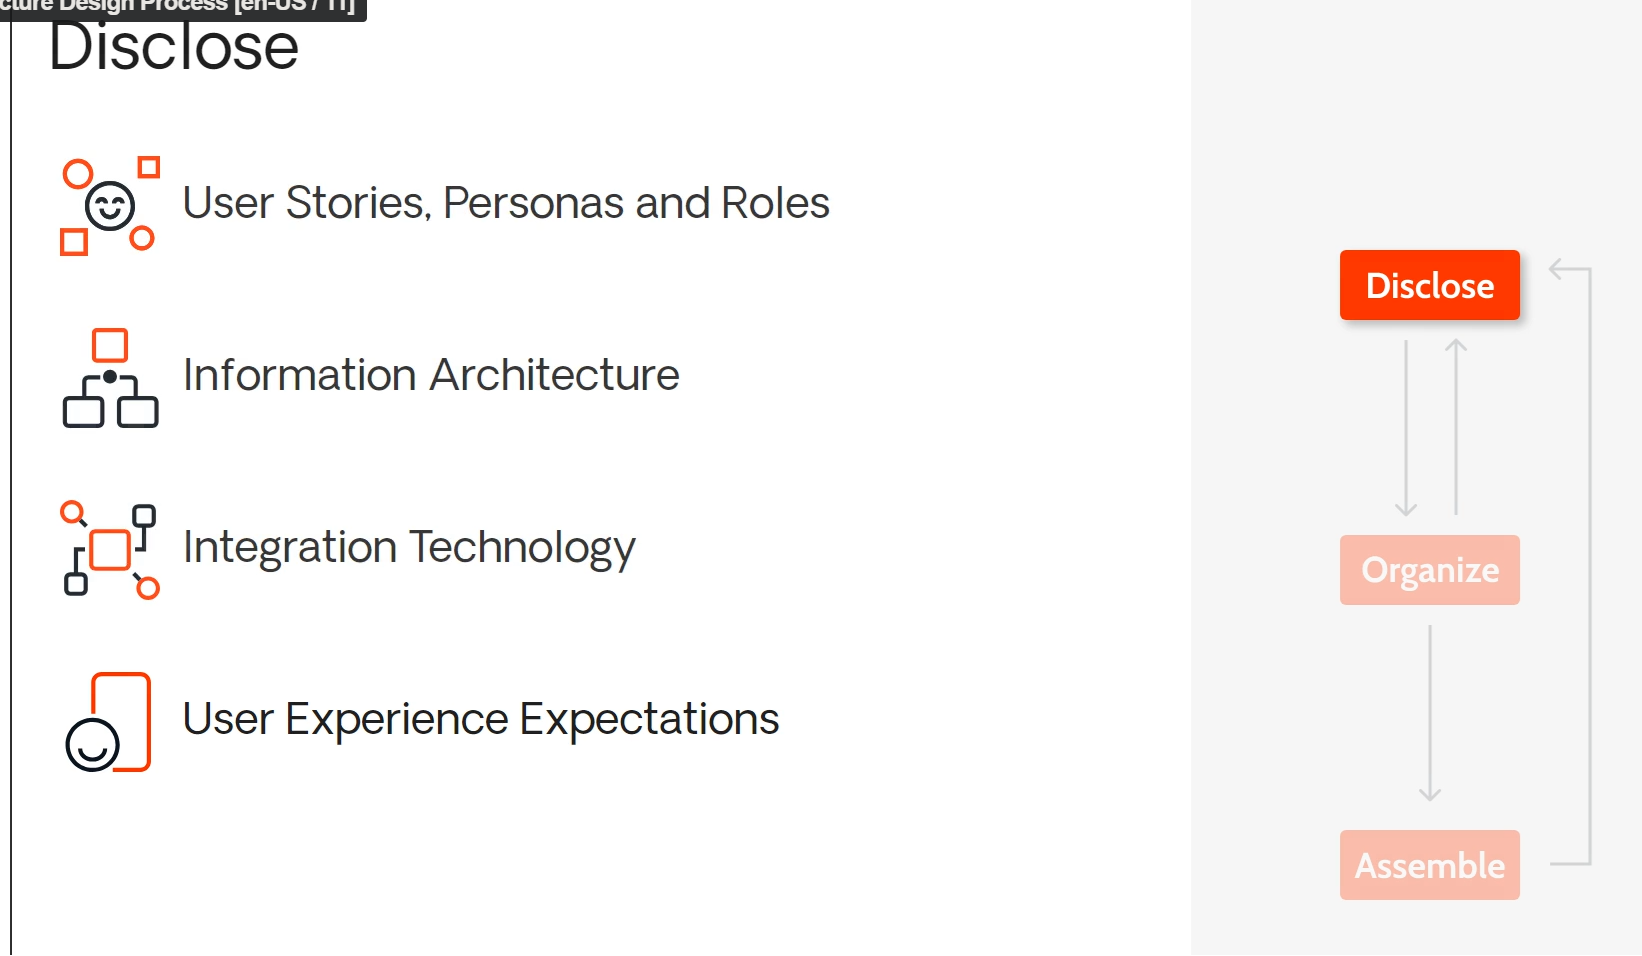 cture Design Process [en-US / TT]
Disclose
User Stories, Personas and Roles
Information Architecture
Integration Technology
User Experience Expectations
Disclose
Organize
Assemble